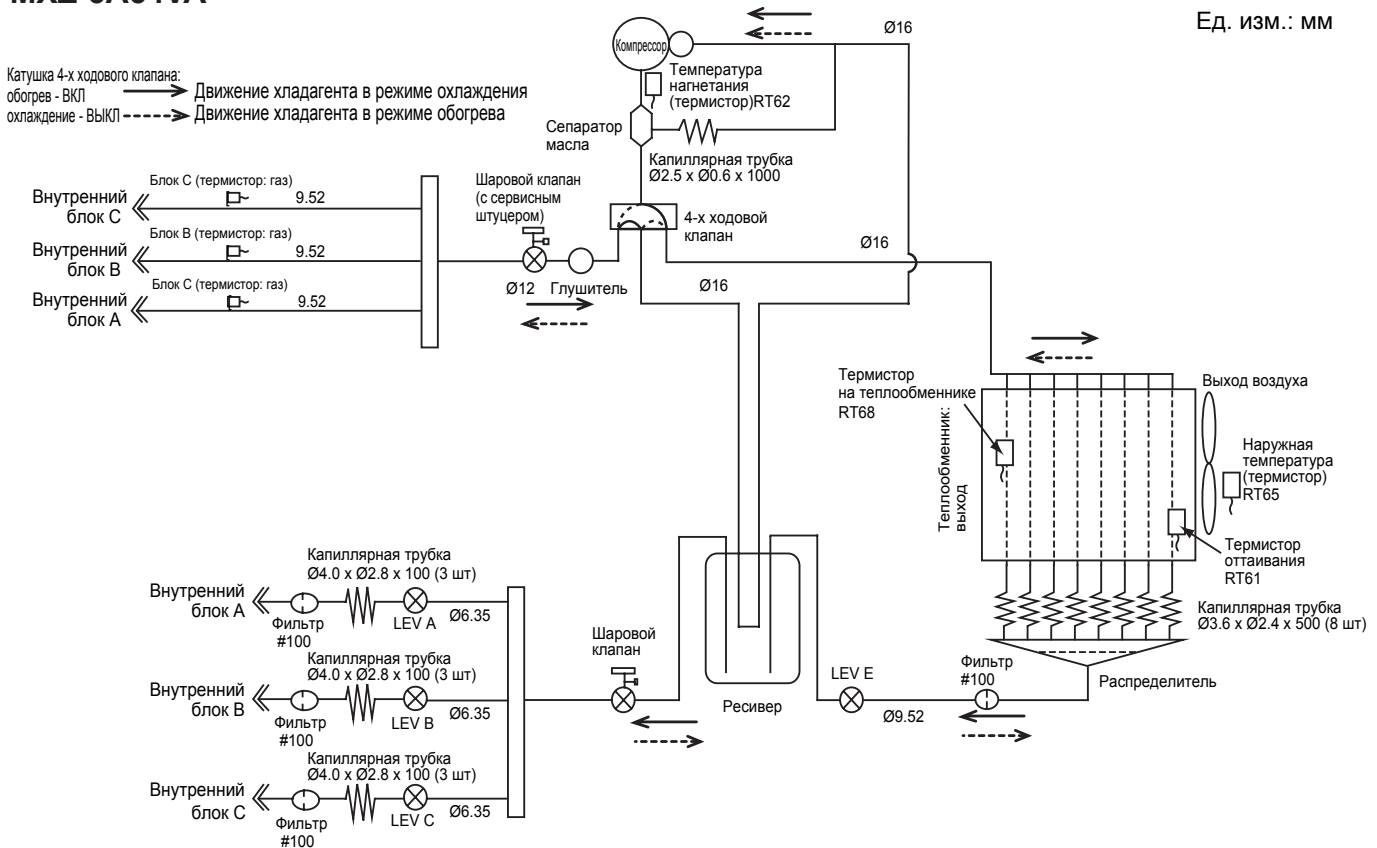 Ед. изм.: мм
Катушка 4-х ходового клапана:
обогрев - ВКЛ
охлаждение - ВЫКЛ
Движение хладагента в режиме охлаждения
Движение хладагента в режиме обогрева
Компрессор
Ø16
Температура
нагнетания
(термистор)RT62
Сепаратор
масла
Капиллярная трубка
Ø2.5 x Ø0.6 x 1000
4-х ходовой
клапан
Шаровой клапан
(с сервисным
штуцером)
Ø12
Глушитель
Ø16
Ø16
Внутренний
блок C
Блок C (термистор: газ)
9.52
Внутренний
блок B
Блок B (термистор: газ)
9.52
Внутренний
блок A
Блок C (термистор: газ)
9.52
Термистор
на теплообменнике
RT68
Теплообменник:
выход
Выход воздуха
Наружная
температура
(термистор)
RT65
Термистор
оттаивания
RT61
Капиллярная трубка
Ø3.6 x Ø2.4 x 500 (8 шт)
Распределитель
Фильтр
#100
Ø9.52
LEV E
Ресивер
Шаровой
клапан
Внутренний
блок A
Фильтр
#100
Капиллярная трубка
Ø4.0 x Ø2.8 x 100 (3 шт)
LEV A
Ø6.35
Внутренний
блок B
Фильтр
#100
Капиллярная трубка
Ø4.0 x Ø2.8 x 100 (3 шт)
LEV B
Ø6.35
Внутренний
блок C
Фильтр
#100
Капиллярная трубка
Ø4.0 x Ø2.8 x 100 (3 шт)
LEV C
Ø6.35